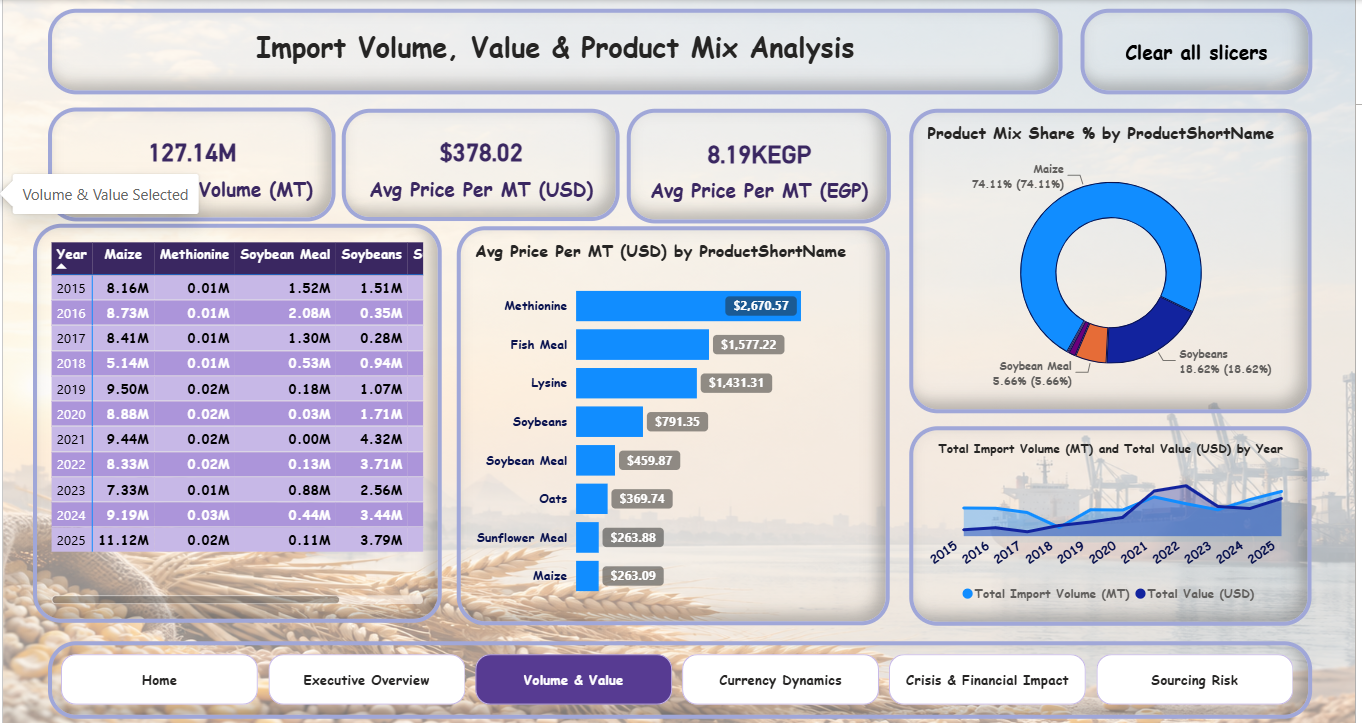 Import Volume, Value & Product Mix Analysis
Clear all slicers
127.14M
Volume (MT)
$378.02
Avg Price Per MT (USD)
8.19KEGP
Avg Price Per MT (EGP)
Volume & Value Selected
Product Mix Share % by ProductShortName
Maize
74.11% (74.11%)
Soybeans
18.62% (18.62%)
Soybean Meal
5.66% (5.66%)
Year Maize Methionine Soybean Meal Soybeans S
2015 8.16M 0.01M 1.52M 1.51M
2016 8.73M 0.01M 2.08M 0.35M
2017 8.41M 0.01M 1.30M 0.28M
2018 5.14M 0.01M 0.53M 0.94M
2019 9.50M 0.02M 0.18M 1.07M
2020 8.88M 0.02M 0.03M 1.71M
2021 9.44M 0.02M 0.00M 4.32M
2022 8.33M 0.02M 0.13M 3.71M
2023 7.33M 0.01M 0.88M 2.56M
2024 9.19M 0.03M 0.44M 3.44M
2025 11.12M 0.02M 0.11M 3.79M
Avg Price Per MT (USD) by ProductShortName
Methionine $2,670.57
Fish Meal $1,577.22
Lysine $1,431.31
Soybeans $791.35
Soybean Meal $459.87
Oats $369.74
Sunflower Meal $263.88
Maize $263.09
Total Import Volume (MT) and Total Value (USD) by Year
2015 2016 2017 2018 2019 2020 2021 2022 2023 2024 2025
Total Import Volume (MT) Total Value (USD)
Home
Executive Overview
Volume & Value
Currency Dynamics
Crisis & Financial Impact
Sourcing Risk